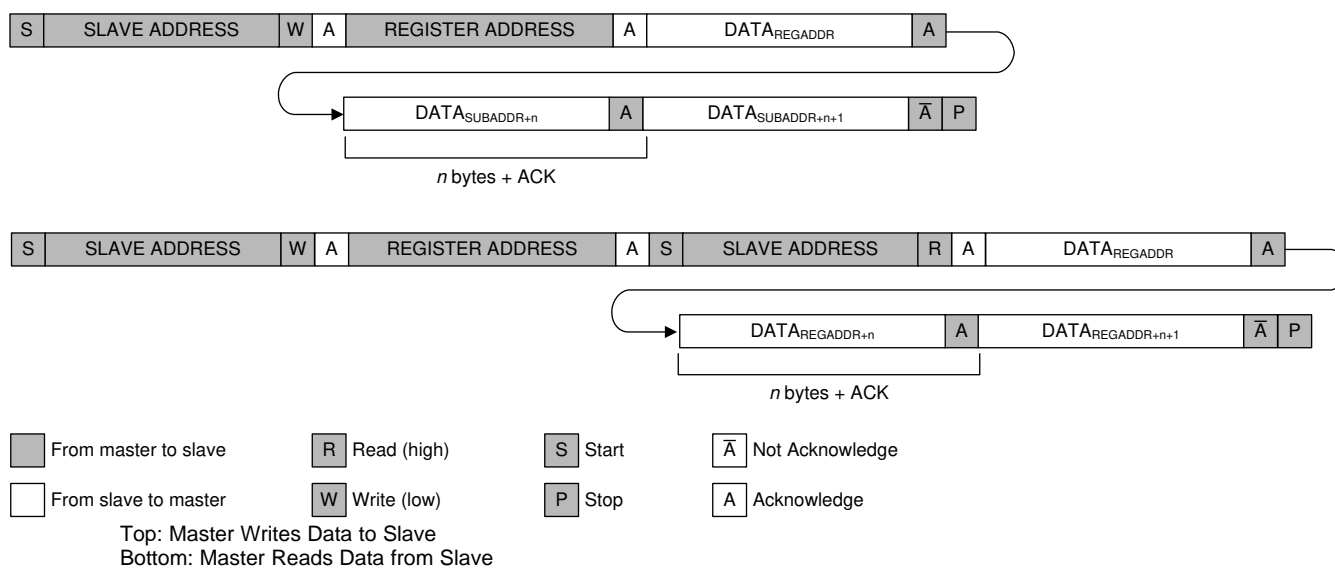 S SLAVE ADDRESS W A REGISTER ADDRESS A DATAREGADDR A
DATASUBADDR+n A DATASUBADDR+n+1 A̅ P
n bytes + ACK
S SLAVE ADDRESS W A REGISTER ADDRESS A S SLAVE ADDRESS R A DATAREGADDR A
DATAREGADDR+n A DATAREGADDR+n+1 A̅ P
n bytes + ACK
From master to slave R Read (high) S Start A̅ Not Acknowledge
From slave to master W Write (low) P Stop A Acknowledge
Top: Master Writes Data to Slave
Bottom: Master Reads Data from Slave